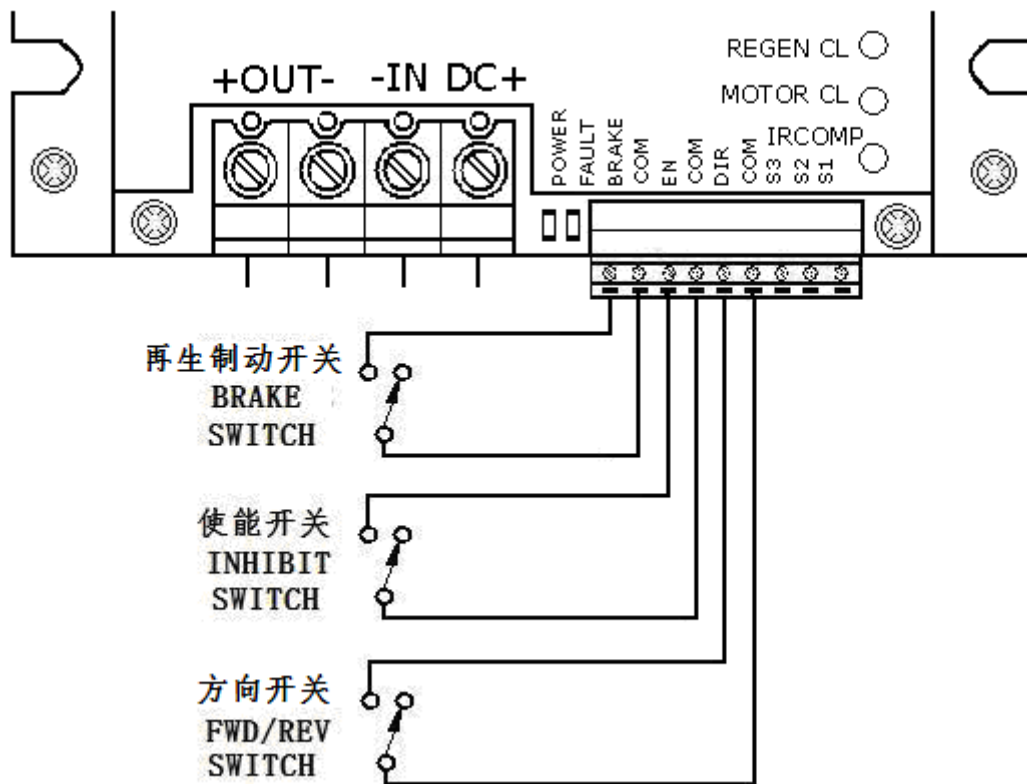 REGEN CL
MOTOR CL
IRCOMP
+OUT- -IN DC+
POWER
FAULT
BRAKE
COM
EN
COM
DIR
COM
S3
S2
S1
再生制动开关
BRAKE
SWITCH
使能开关
INHIBIT
SWITCH
方向开关
FWD/REV
SWITCH